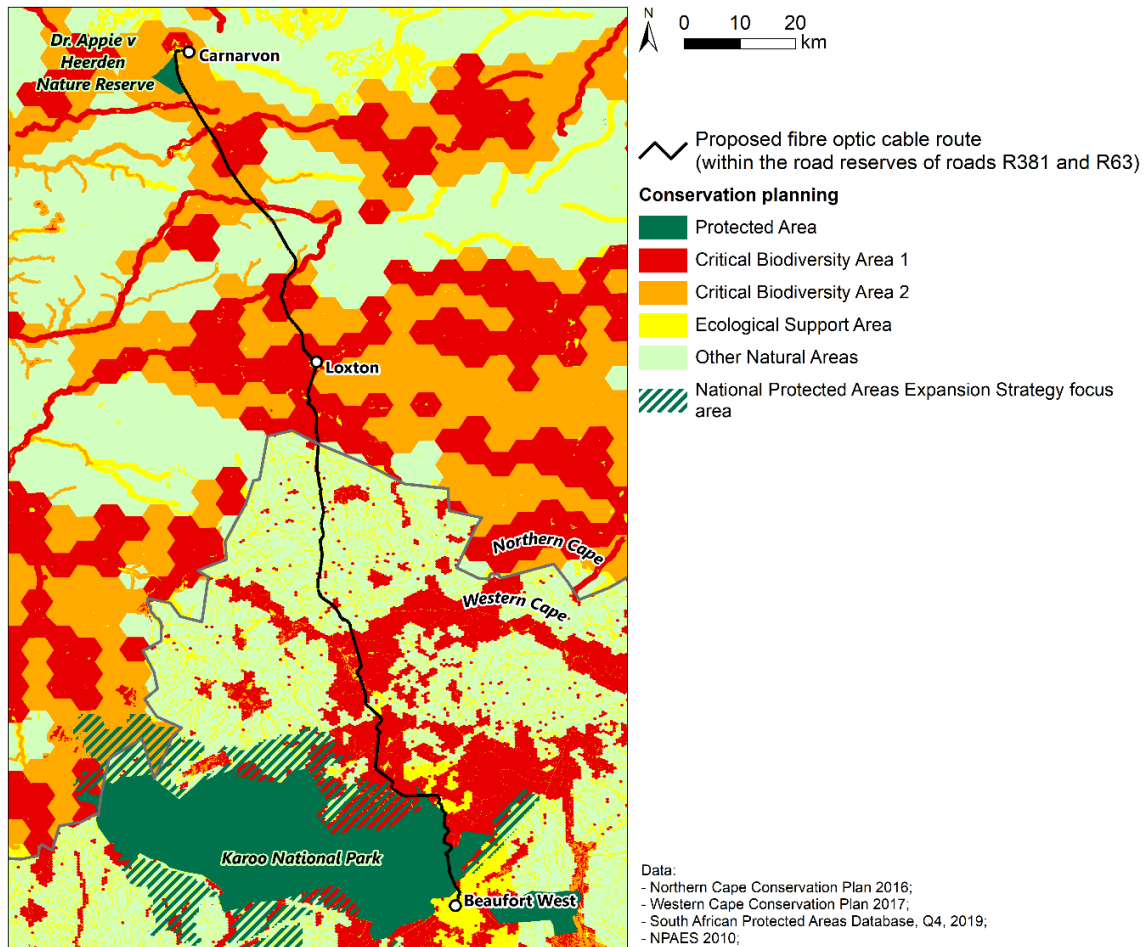 Dr. Appie v
Heerden
Nature Reserve
Carnarvon
Loxton
Northern Cape
Western Cape
Karoo National Park
Beaufort West
N
0 10 20
km
Proposed fibre optic cable route
(within the road reserves of roads R381 and R63)
Conservation planning
Protected Area
Critical Biodiversity Area 1
Critical Biodiversity Area 2
Ecological Support Area
Other Natural Areas
National Protected Areas Expansion Strategy focus
area
Data:
- Northern Cape Conservation Plan 2016;
- Western Cape Conservation Plan 2017;
- South African Protected Areas Database, Q4, 2019;
- NPAES 2010;